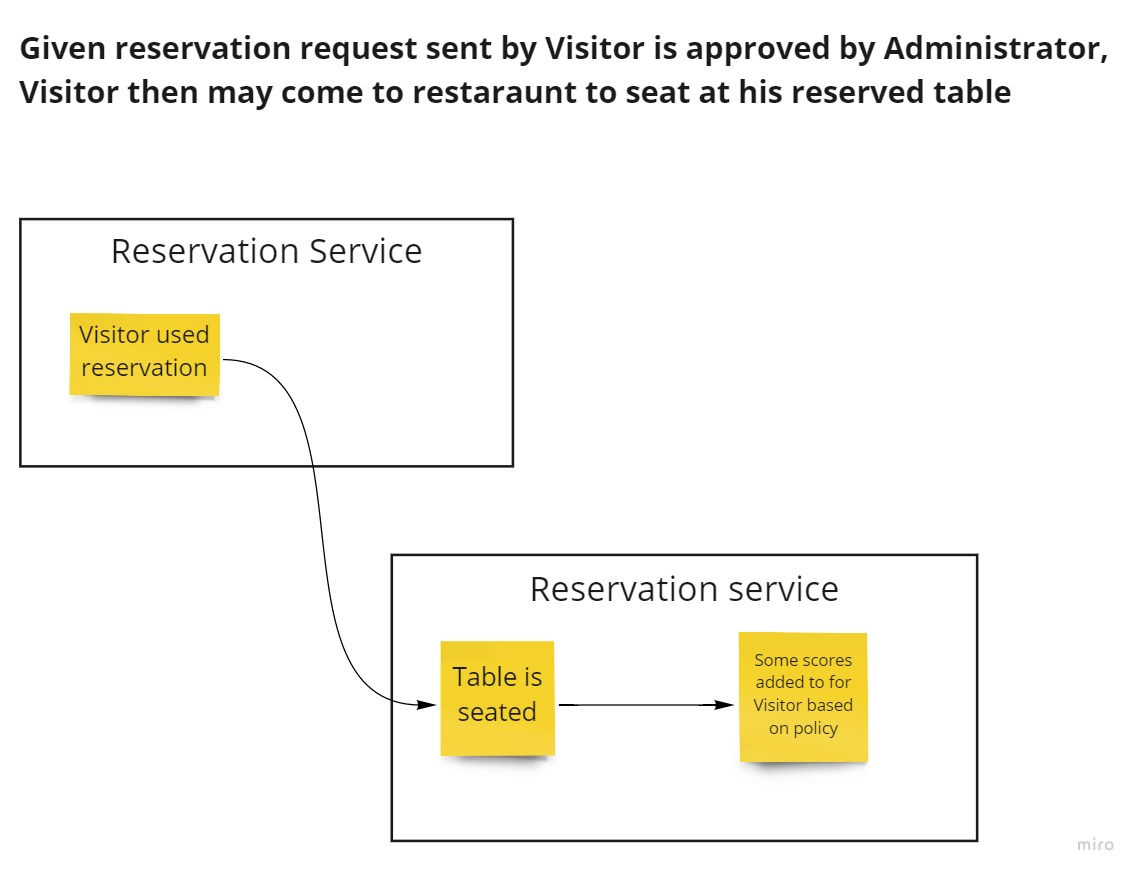 Given reservation request sent by Visitor is approved by Administrator,
Visitor then may come to restaraunt to seat at his reserved table
Reservation Service
Visitor used
reservation
Reservation service
Table is
seated
Some scores
added to for
Visitor based
on policy
miro